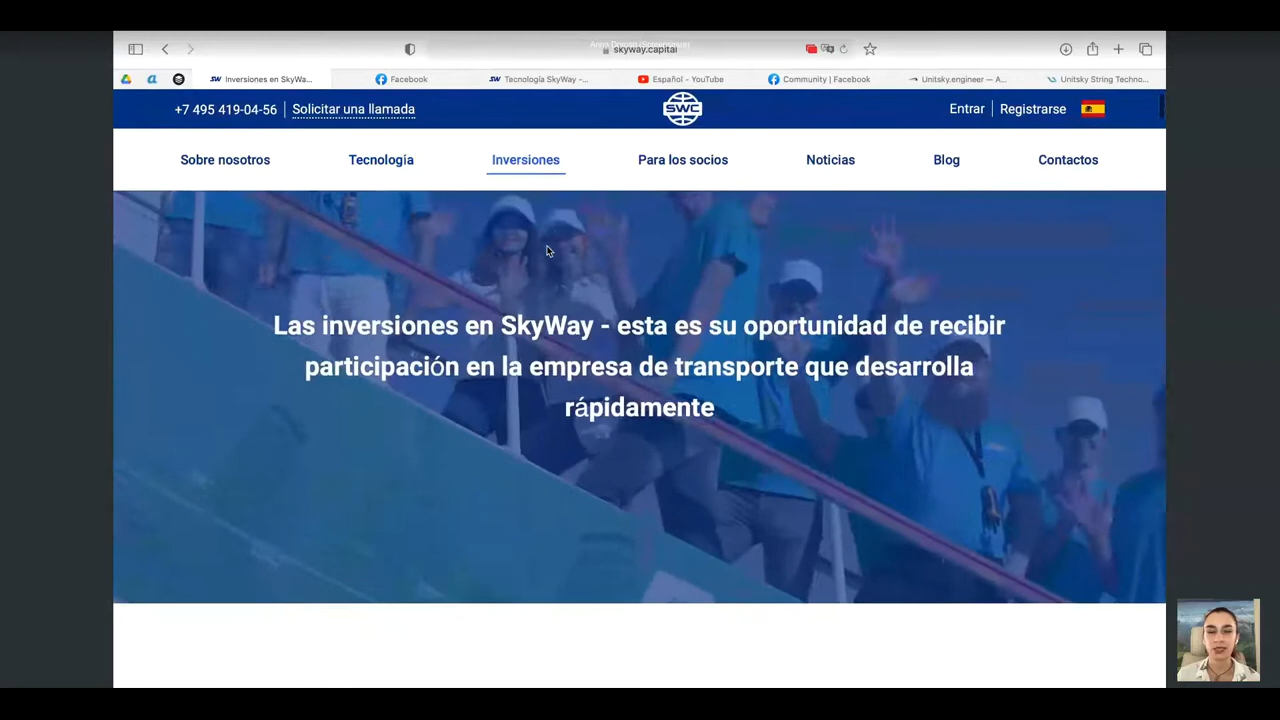 skyway.capital
Inversiones en SkyWa...
Facebook
Tecnología SkyWay -...
Español - YouTube
Community | Facebook
Unitsky.engineer — A...
Unitsky String Techno...
+7 495 419-04-56
Solicitar una llamada
SWC
Entrar
Registrarse
Sobre nosotros
Tecnología
Inversiones
Para los socios
Noticias
Blog
Contactos
Las inversiones en SkyWay - esta es su oportunidad de recibir
participación en la empresa de transporte que desarrolla
rápidamente